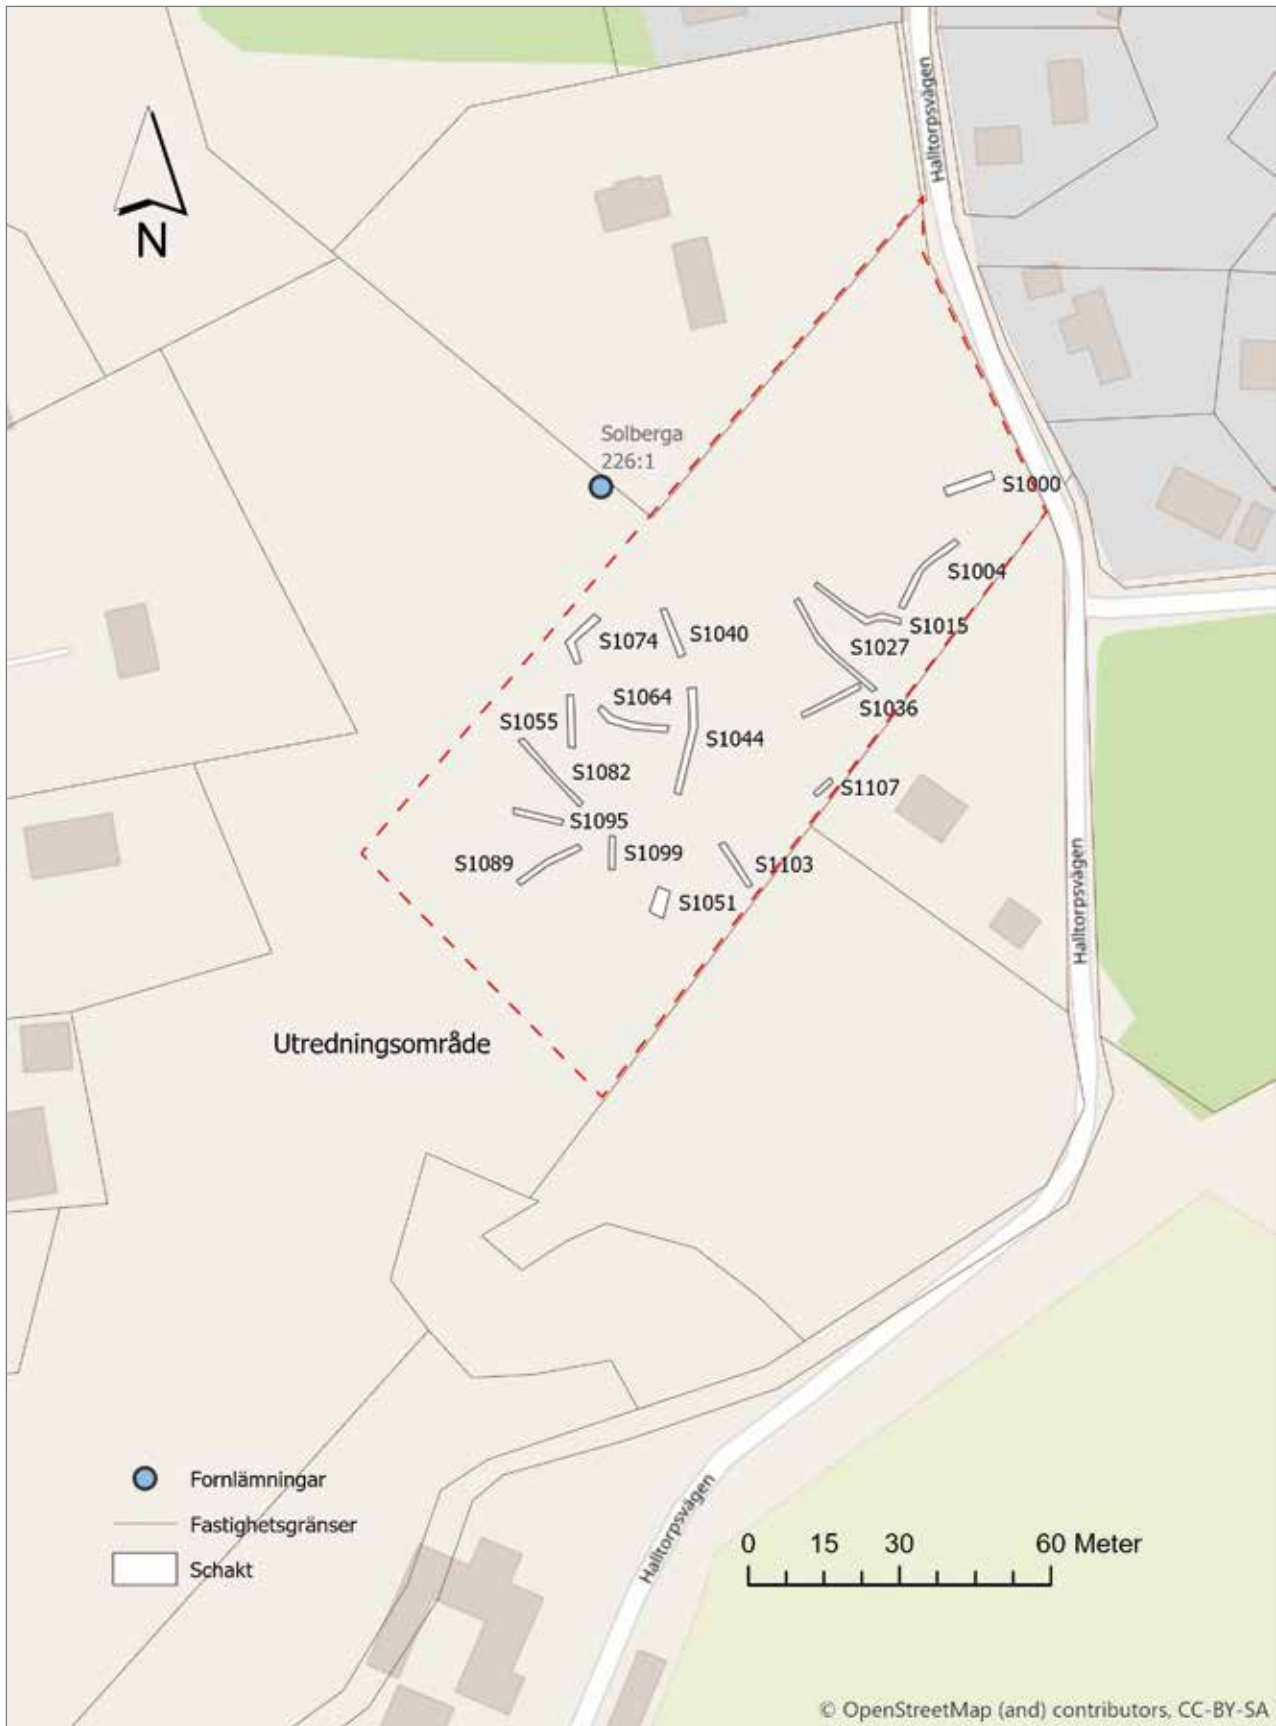 Halltorpsvägen
N
Solberga
226:1
S1000
S1004
S1015
S1074
S1040
S1027
S1064
S1036
S1055
S1044
S1082
S1107
S1095
S1089
S1099
S1103
S1051
Halltorpsvägen
Utredningsområde
Fornlämningar
Fastighetsgränser
Schakt
Halltorpsvägen
0 15 30 60 Meter
© OpenStreetMap (and) contributors, CC-BY-SA